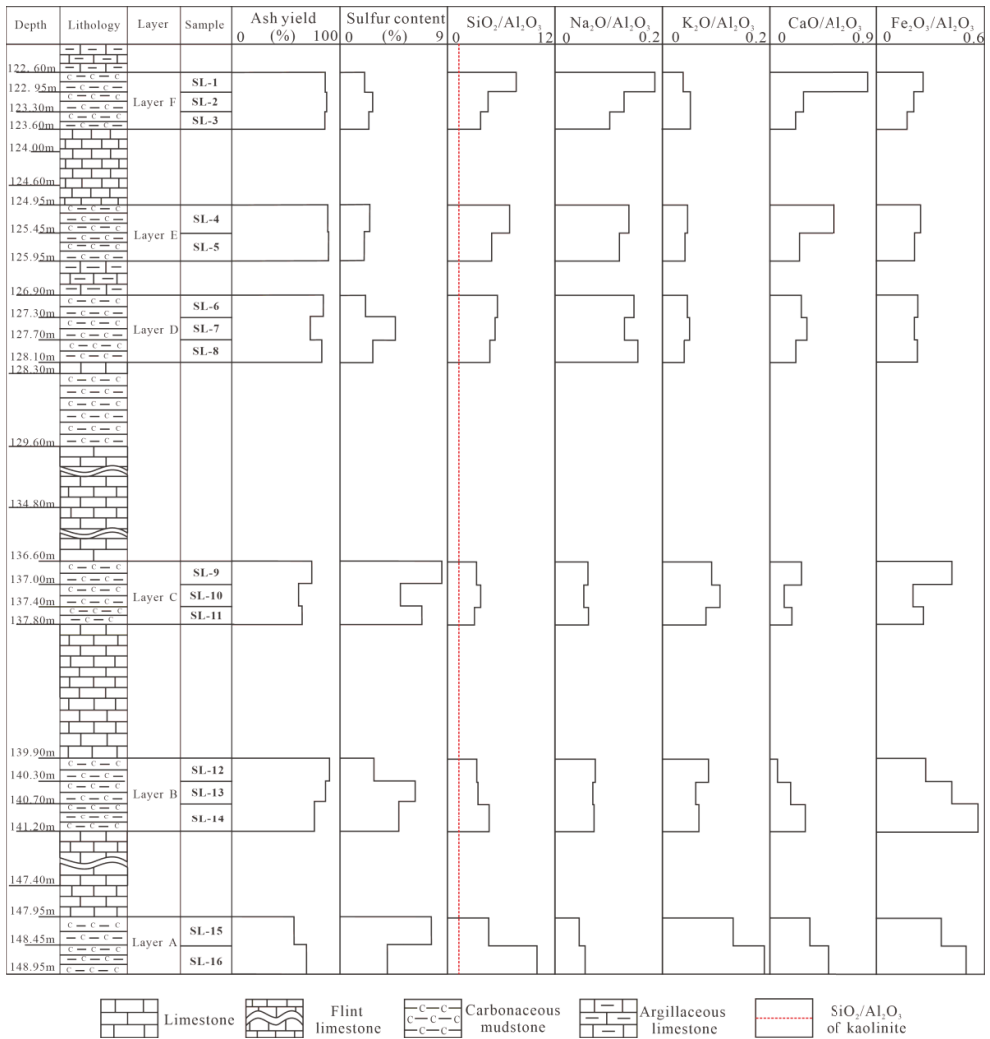 Depth Lithology Layer Sample Ash yield Sulfur content SiO₂/Al₂O₃ Na₂O/Al₂O₃ K₂O/Al₂O₃ CaO/Al₂O₃ Fe₂O₃/Al₂O₃
0 (%) 100 0 (%) 9 0 12 0 0.2 0 0.2 0 0.9 0 0.6
122.60m
SL-1
122.95m
Layer F SL-2
123.30m
SL-3
123.60m
124.00m
124.60m
124.95m
SL-4
125.45m
Layer E
SL-5
125.95m
126.90m
SL-6
127.30m
Layer D SL-7
127.70m
SL-8
128.10m
128.30m
129.60m
134.80m
136.60m
SL-9
137.00m
Layer C SL-10
137.40m
SL-11
137.80m
139.90m
SL-12
140.30m
Layer B SL-13
140.70m
SL-14
141.20m
147.40m
147.95m
SL-15
148.45m
Layer A
SL-16
148.95m
Limestone
Flint
limestone
Carbonaceous
mudstone
Argillaceous
limestone
SiO₂/Al₂O₃
of kaolinite